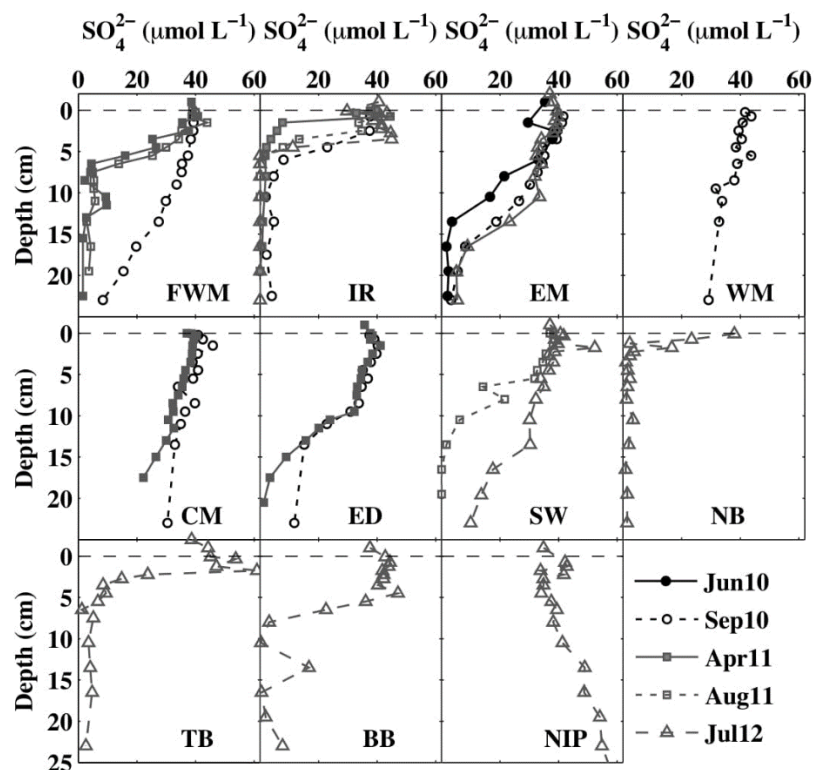 SO₄²⁻ (μmol L⁻¹) SO₄²⁻ (μmol L⁻¹) SO₄²⁻ (μmol L⁻¹) SO₄²⁻ (μmol L⁻¹)
0 20 40 60 20 40 60 20 40 60 20 40 60
0
5
10
15
20
Depth (cm)
FWM IR EM WM
0
5
10
15
20
Depth (cm)
CM ED SW NB
0
5
10
15
20
25
Depth (cm)
TB BB NIP
Jun10
Sep10
Apr11
Aug11
Jul12